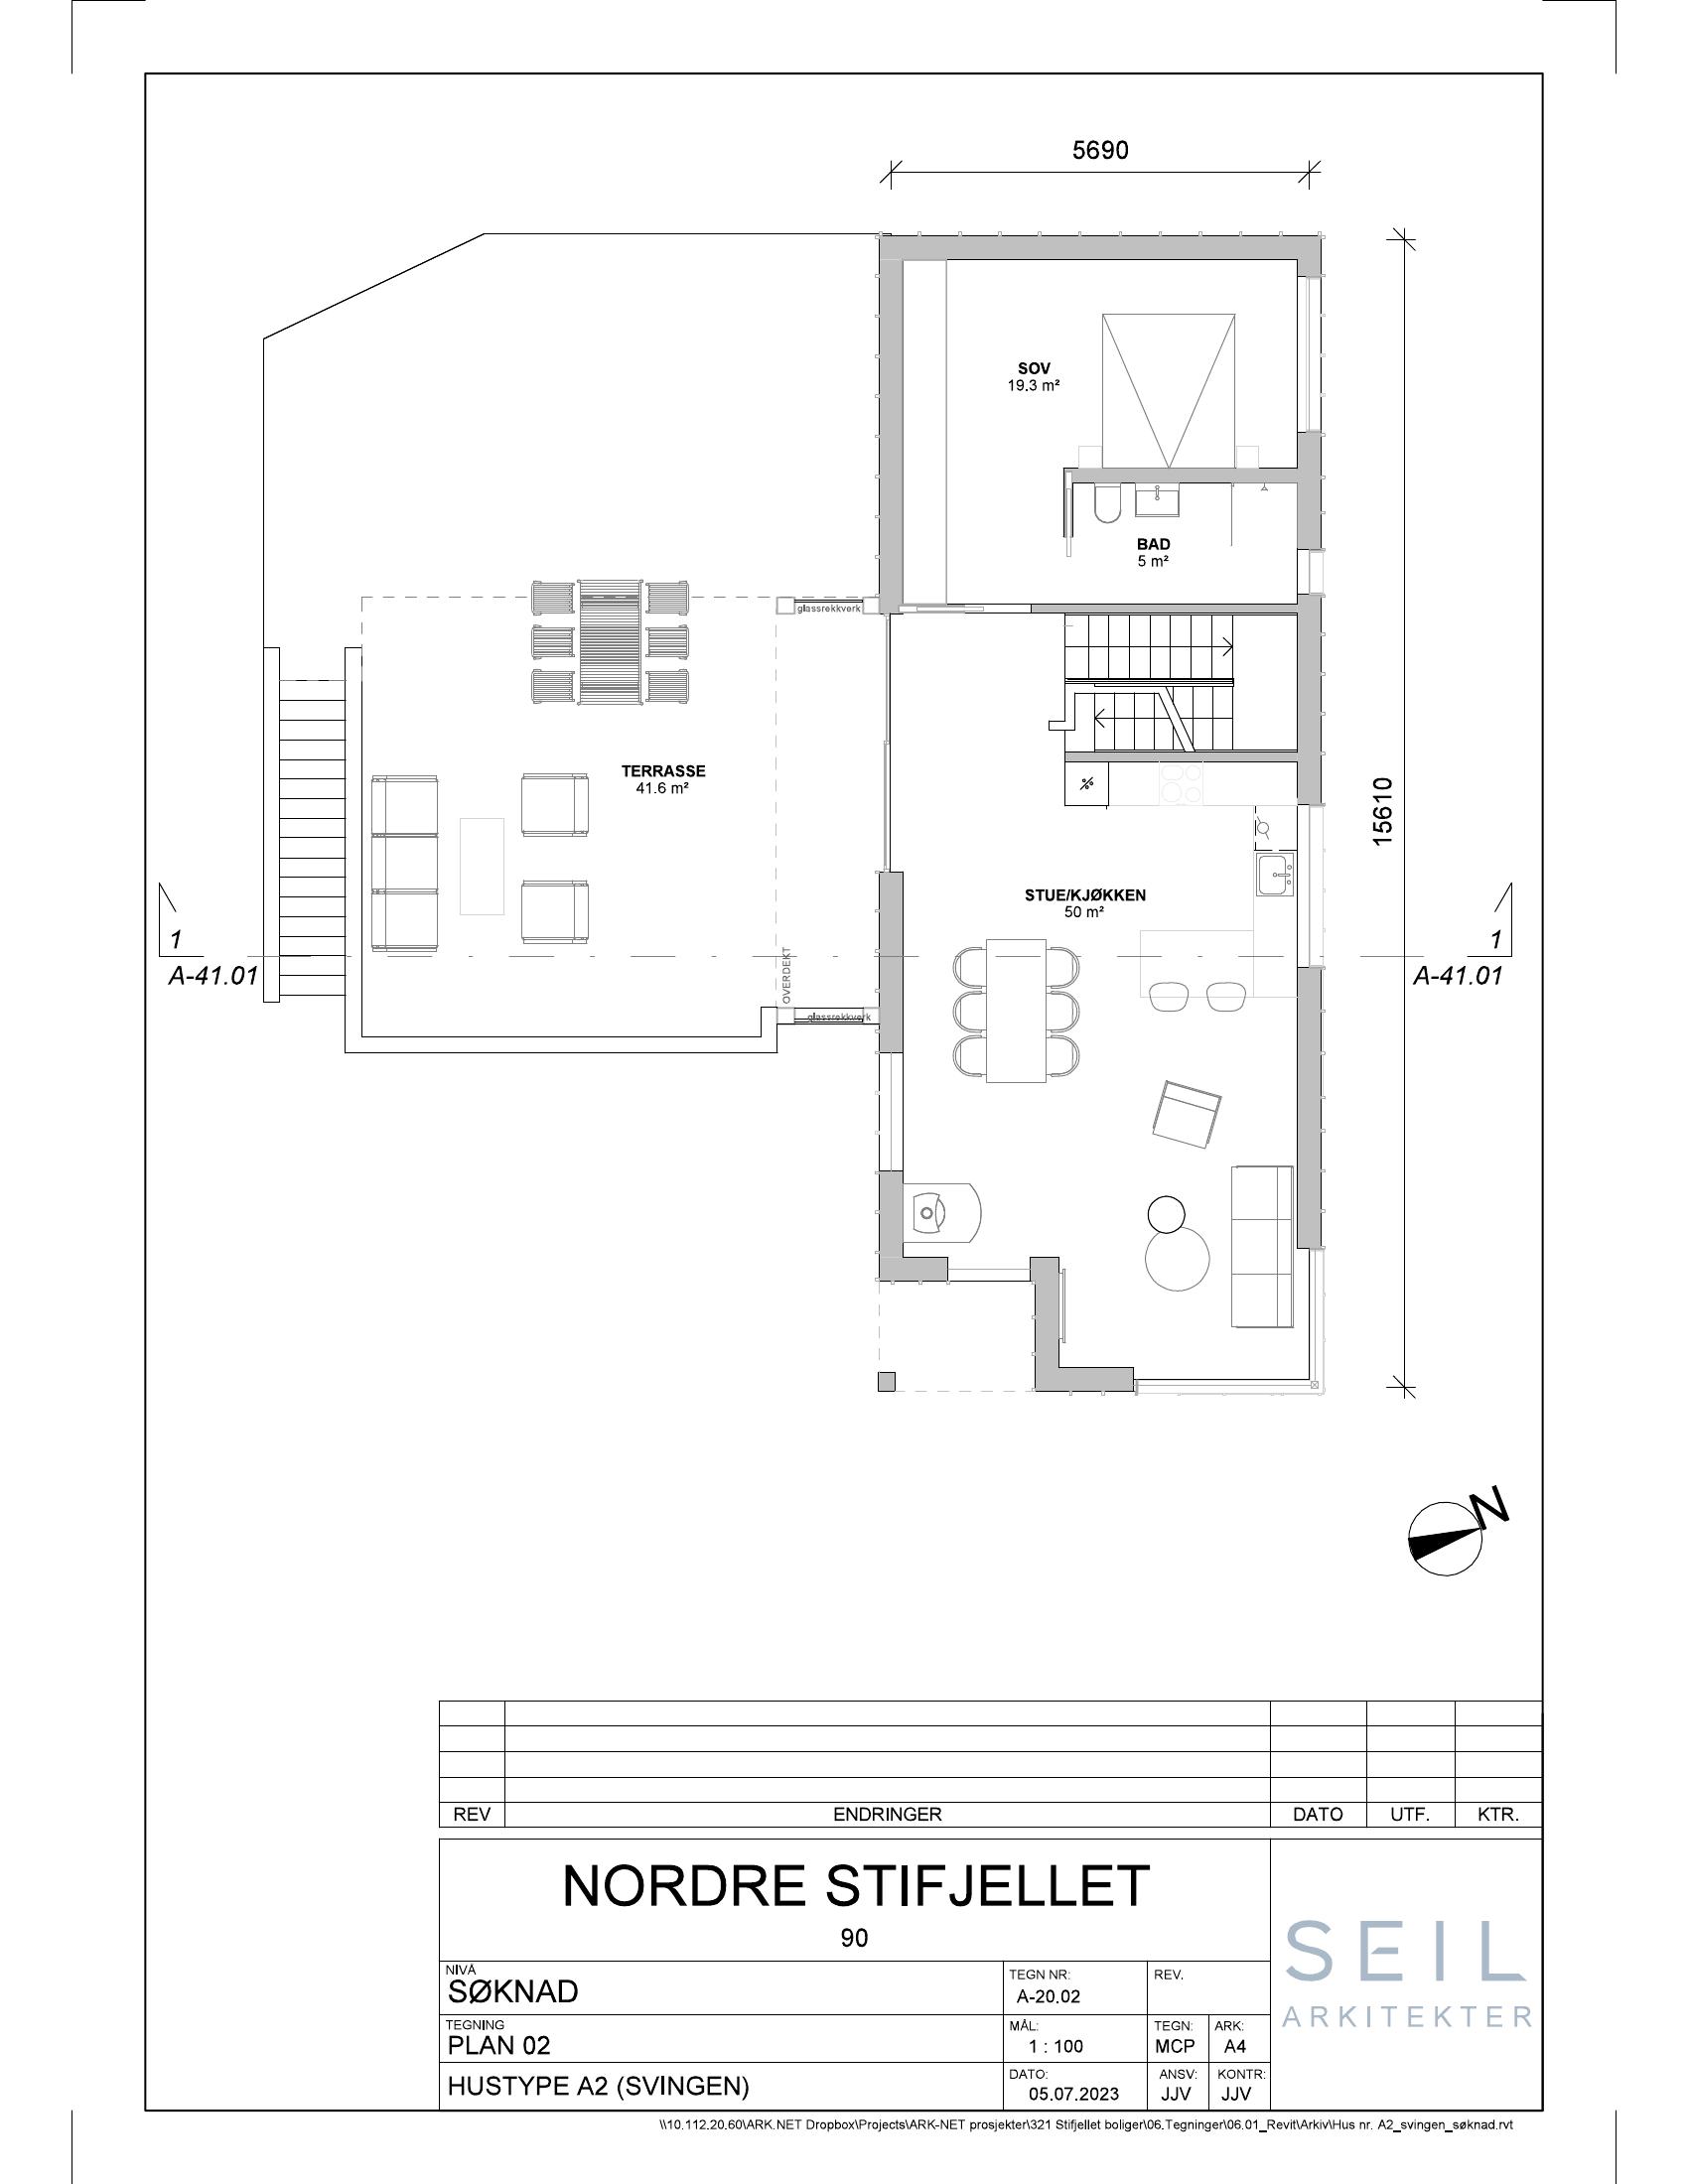 5690
SOV
19.3 m²
BAD
5 m²
glassrekkverk
TERRASSE
41.6 m²
15610
STUE/KJØKKEN
50 m²
1
A-41.01
OVERDEKT
1
A-41.01
glassrekkverk
N
REV ENDRINGER DATO UTF. KTR.
NORDRE STIFJELLET
90
NIVÅ
SØKNAD
TEGN NR:
A-20.02
REV.
TEGNING
PLAN 02
MÅL:
1 : 100
TEGN:
MCP
ARK:
A4
HUSTYPE A2 (SVINGEN)
DATO:
05.07.2023
ANSV:
JJV
KONTR:
JJV
SEIL
ARKITEKTER
\\10.112.20.60\ARK.NET Dropbox\Projects\ARK-NET prosjekter\321 Stifjellet boliger\06.Tegninger\06.01_Revit\Arkiv\Hus nr. A2_svingen_søknad.rvt